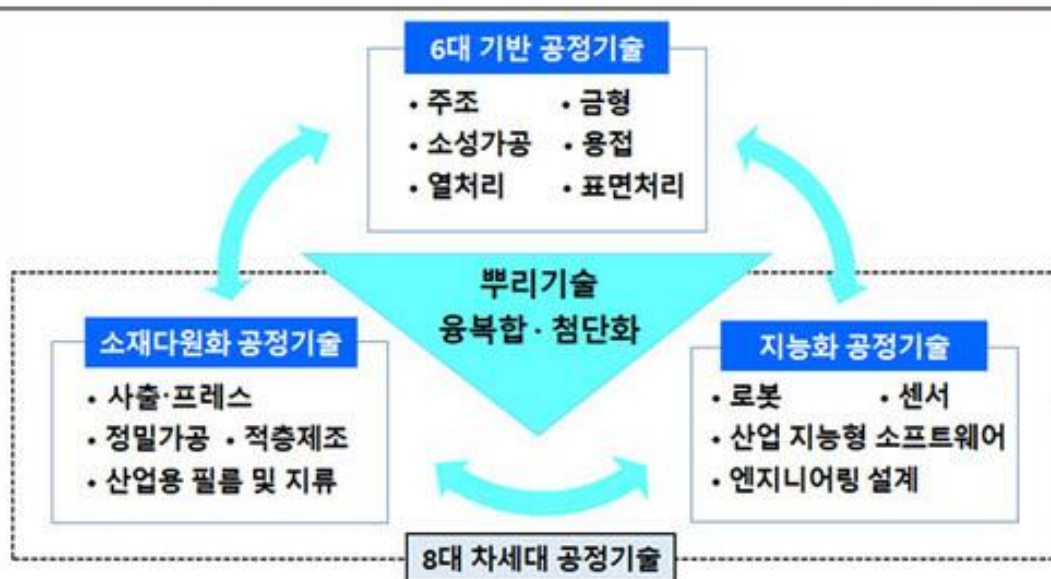 6대 기반 공정기술
• 주조 • 금형
• 소성가공 • 용접
• 열처리 • 표면처리
뿌리기술
융복합 · 첨단화
소재다원화 공정기술
• 사출·프레스
• 정밀가공 • 적층제조
• 산업용 필름 및 지류
지능화 공정기술
• 로봇 • 센서
• 산업 지능형 소프트웨어
• 엔지니어링 설계
8대 차세대 공정기술